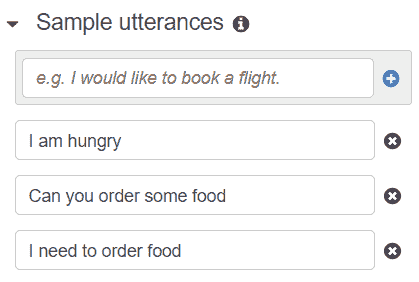 Sample utterances
e.g. I would like to book a flight.
I am hungry
Can you order some food
I need to order food